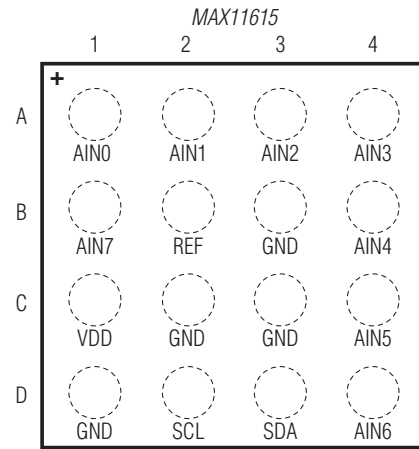 MAX11615
1 2 3 4
+
A
AIN0 AIN1 AIN2 AIN3
B
AIN7 REF GND AIN4
C
VDD GND GND AIN5
D
GND SCL SDA AIN6